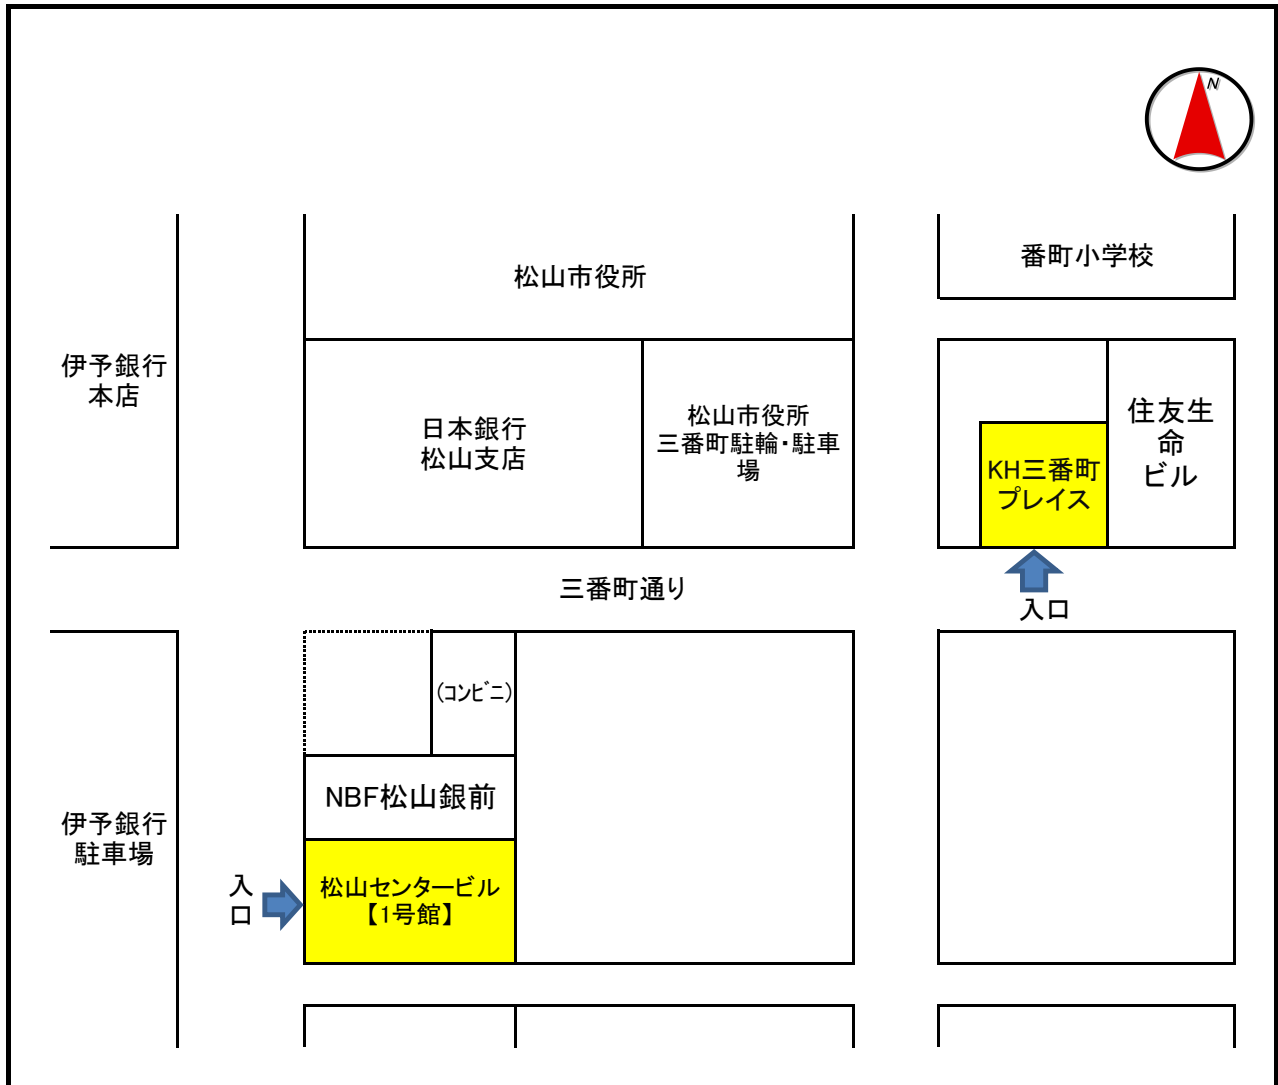 N
番町小学校
松山市役所
伊予銀行
本店
日本銀行
松山支店
松山市役所
三番町駐輪・駐車
場
KH三番町
プレイス
住友生
命
ビル
三番町通り
入口
(コンビニ)
NBF松山銀前
伊予銀行
駐車場
入
口
松山センタービル
【1号館】